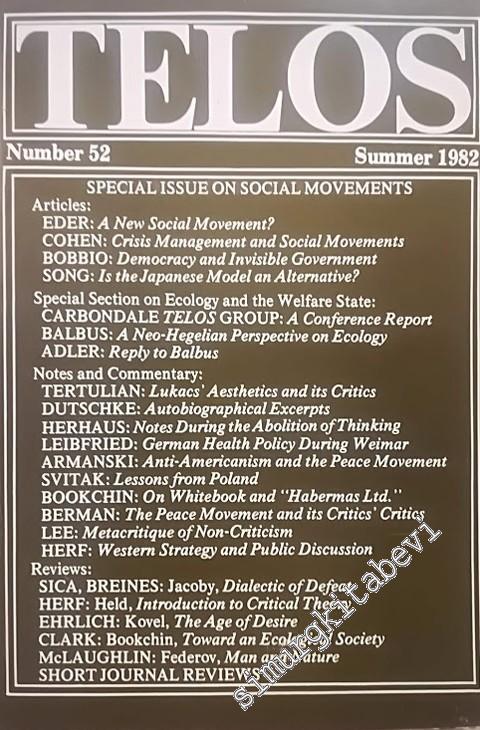 TELOS
Number 52 Summer 1982
SPECIAL ISSUE ON SOCIAL MOVEMENTS
Articles:
EDER: A New Social Movement?
COHEN: Crisis Management and Social Movements
BOBBIO: Democracy and Invisible Government
SONG: Is the Japanese Model an Alternative?
Special Section on Ecology and the Welfare State:
CARBONDALE TELOS GROUP: A Conference Report
BALBUS: A Neo-Hegelian Perspective on Ecology
ADLER: Reply to Balbus
Notes and Commentary:
TERTULIAN: Lukacs' Aesthetics and its Critics
DUTSCHKE: Autobiographical Excerpts
HERHAUS: Notes During the Abolition of Thinking
LEIBFRIED: German Health Policy During Weimar
ARMANSKI: Anti-Americanism and the Peace Movement
SVITAK: Lessons from Poland
BOOKCHIN: On Whitebook and "Habermas Ltd."
BERMAN: The Peace Movement and its Critics' Critics
LEE: Metacritique of Non-Criticism
HERF: Western Strategy and Public Discussion
Reviews:
SICA, BREINES: Jacoby, Dialectic of Defeat
HERF: Held, Introduction to Critical Theory
EHRLICH: Kovel, The Age of Desire
CLARK: Bookchin, Toward an Ecological Society
McLAUGHLIN: Federov, Man and Nature
SHORT JOURNAL REVIEWS
simurgkitabevi